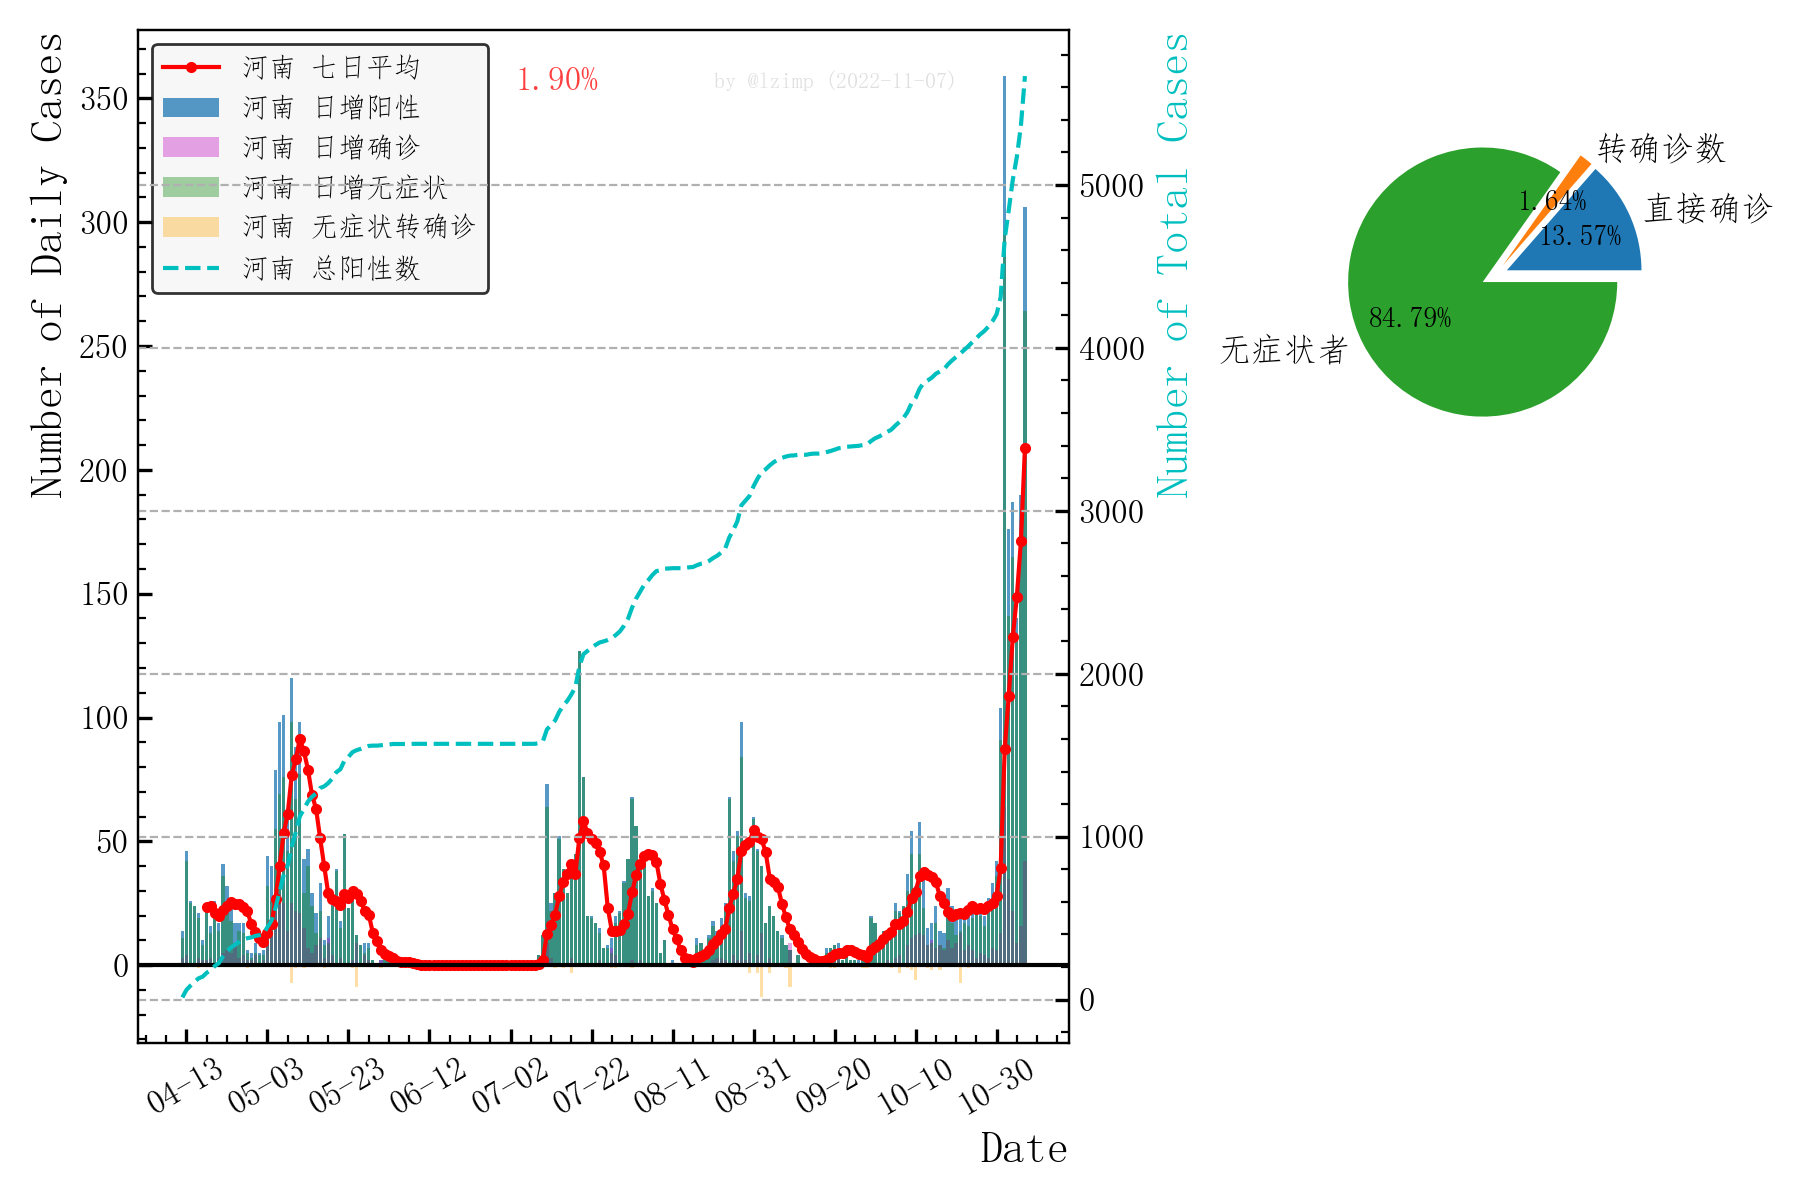 Number of Daily Cases
350
300
250
200
150
100
50
0
河南 七日平均
河南 日增阳性
河南 日增确诊
河南 日增无症状
河南 无症状转确诊
河南 总阳性数
1.90%
by @lzimp (2022-11-07)
5000
4000
3000
2000
1000
0
Number of Total Cases
04-13
05-03
05-23
06-12
07-02
07-22
08-11
08-31
09-20
10-10
10-30
Date
转确诊数
1.64%
直接确诊
13.57%
84.79%
无症状者